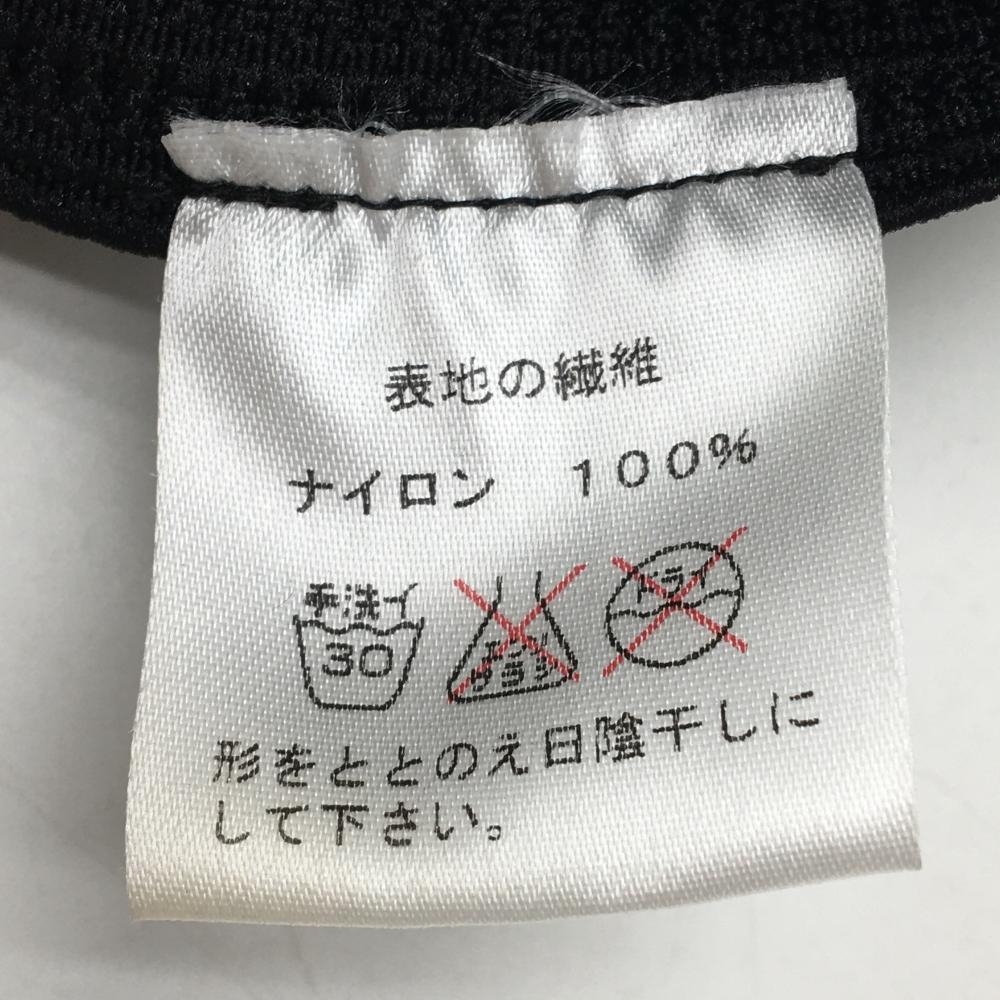 表地の繊維
ナイロン　１００％
手洗イ エンソサラシ ドライ
30
形をととのえ日陰干しに
して下さい。